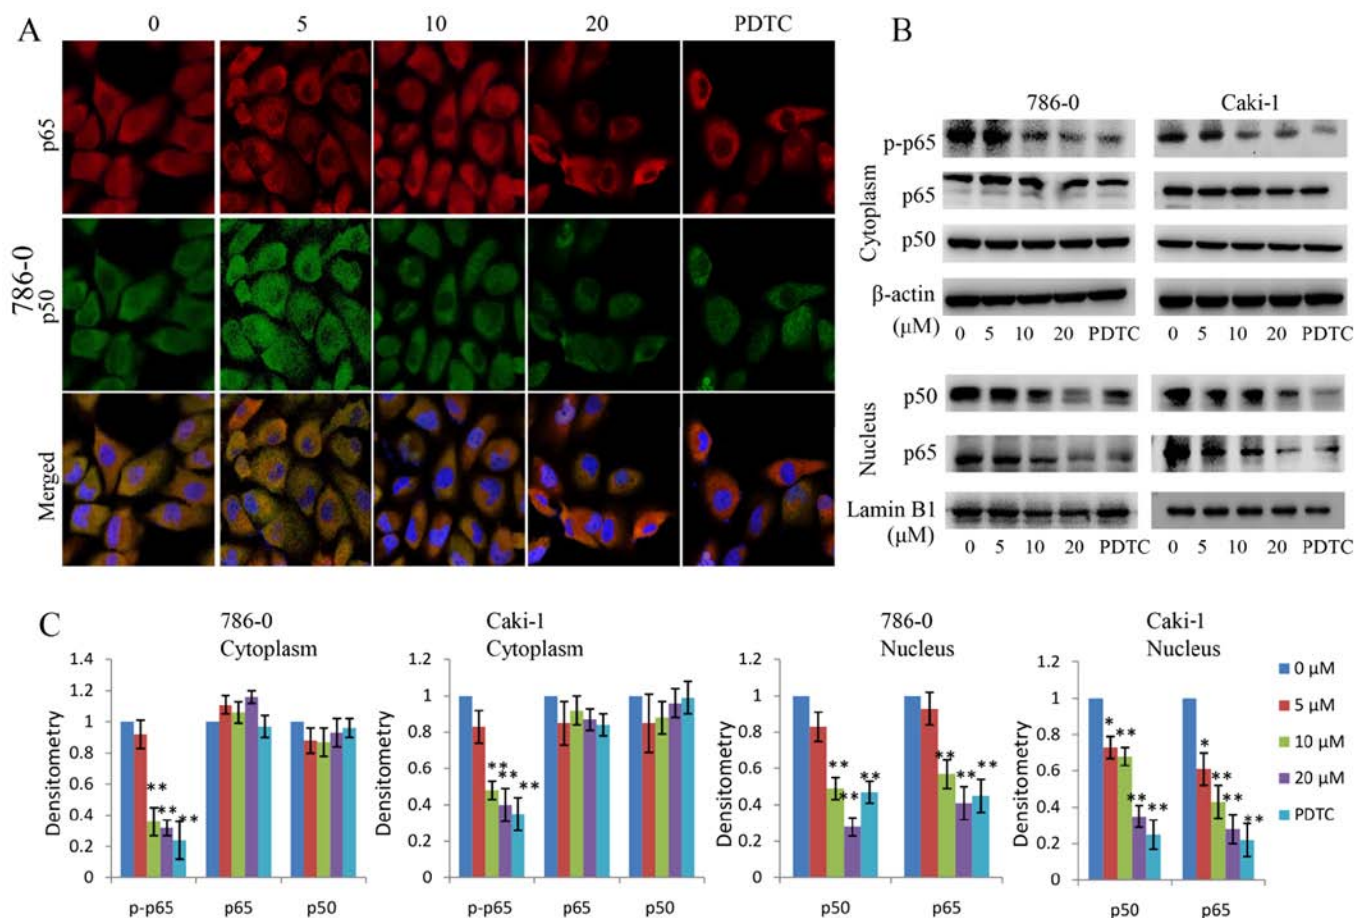 A
0 5 10 20 PDTC
p65
786-0
p50
Merged
B
786-0 Caki-1
Cytoplasm
p-p65
p65
p50
β-actin
(μM) 0 5 10 20 PDTC 0 5 10 20 PDTC
Nucleus
p50
p65
Lamin B1
(μM) 0 5 10 20 PDTC 0 5 10 20 PDTC
C
786-0
Cytoplasm
Densitometry
1.4
1.2
1
0.8
0.6
0.4
0.2
0
** ** **
p-p65 p65 p50
Caki-1
Cytoplasm
Densitometry
1.2
1
0.8
0.6
0.4
0.2
0
** ** **
p-p65 p65 p50
786-0
Nucleus
Densitometry
1.2
1
0.8
0.6
0.4
0.2
0
** ** ** ** ** **
p50 p65
Caki-1
Nucleus
Densitometry
1.2
1
0.8
0.6
0.4
0.2
0
* ** ** ** * ** ** **
p50 p65
0 μM
5 μM
10 μM
20 μM
PDTC